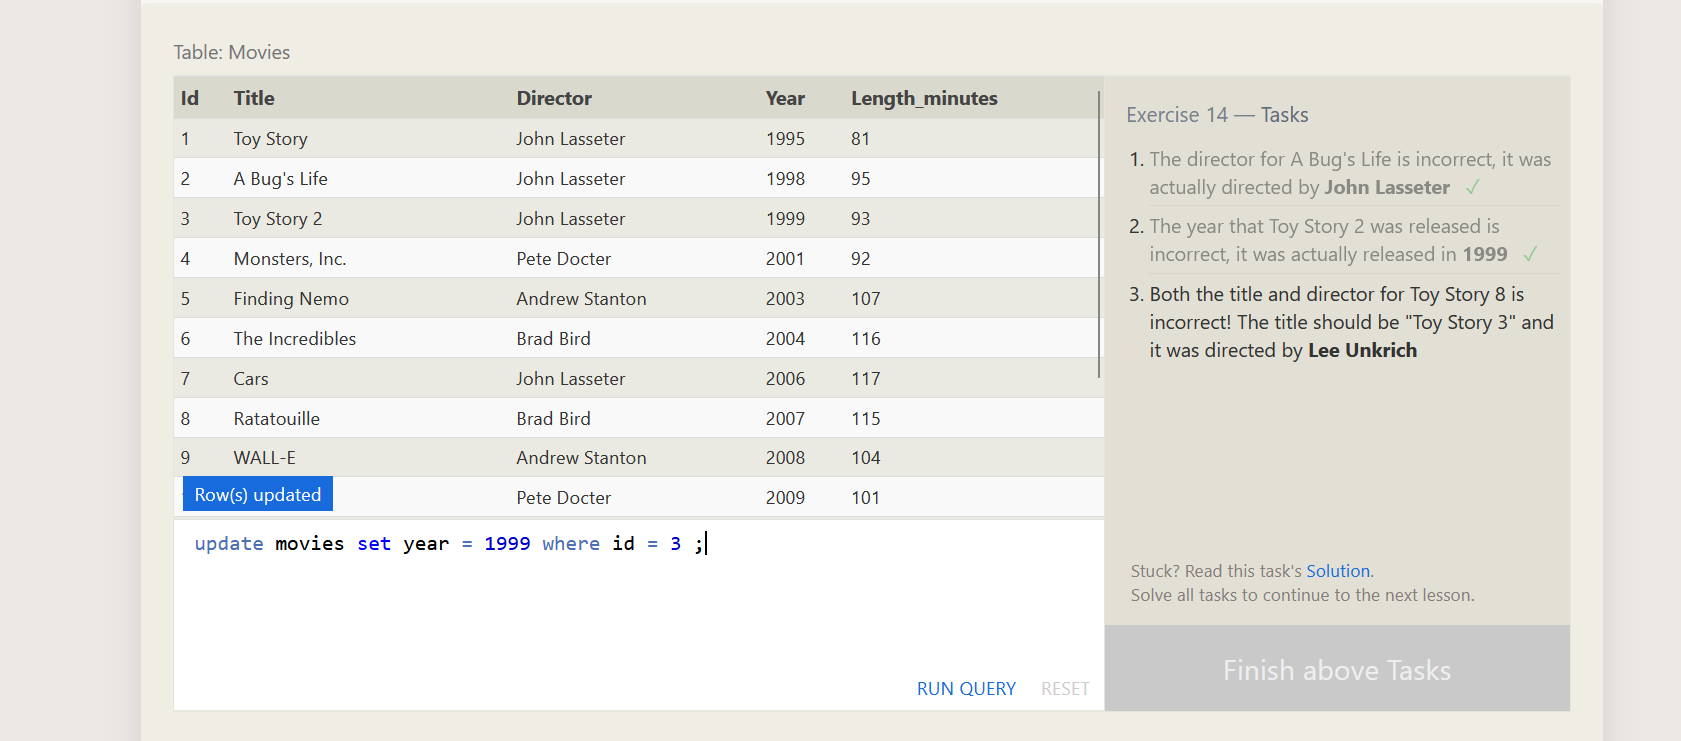 Table: Movies
Id Title Director Year Length_minutes
1 Toy Story John Lasseter 1995 81
2 A Bug's Life John Lasseter 1998 95
3 Toy Story 2 John Lasseter 1999 93
4 Monsters, Inc. Pete Docter 2001 92
5 Finding Nemo Andrew Stanton 2003 107
6 The Incredibles Brad Bird 2004 116
7 Cars John Lasseter 2006 117
8 Ratatouille Brad Bird 2007 115
9 WALL-E Andrew Stanton 2008 104
Pete Docter 2009 101
Row(s) updated
update movies set year = 1999 where id = 3 ;
RUN QUERY RESET
Exercise 14 — Tasks
1. The director for A Bug's Life is incorrect, it was
actually directed by John Lasseter ✓
2. The year that Toy Story 2 was released is
incorrect, it was actually released in 1999 ✓
3. Both the title and director for Toy Story 8 is
incorrect! The title should be "Toy Story 3" and
it was directed by Lee Unkrich
Stuck? Read this task's Solution.
Solve all tasks to continue to the next lesson.
Finish above Tasks